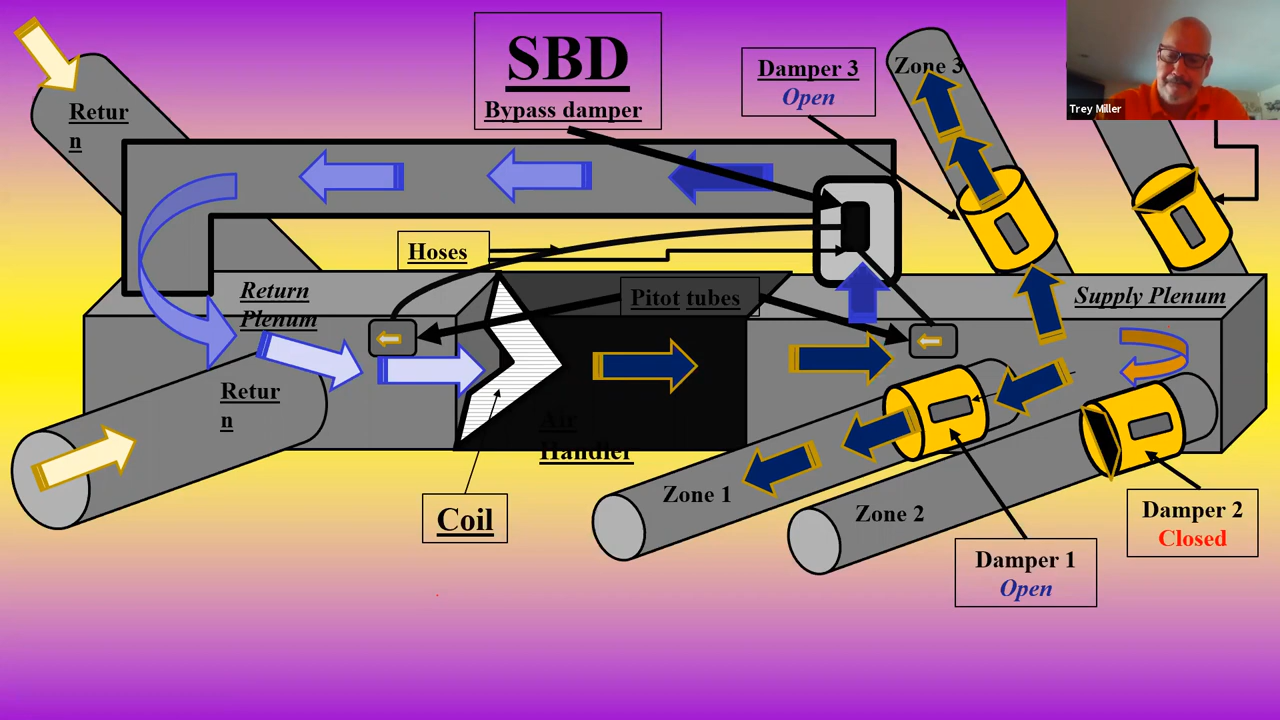 SBD
Bypass damper
Damper 3
Open
Zone 3
Trey Miller
Retur
n
Hoses
Pitot tubes
Return
Plenum
Supply Plenum
Retur
n
Air
Handler
Coil
Zone 1
Zone 2
Damper 2
Closed
Damper 1
Open